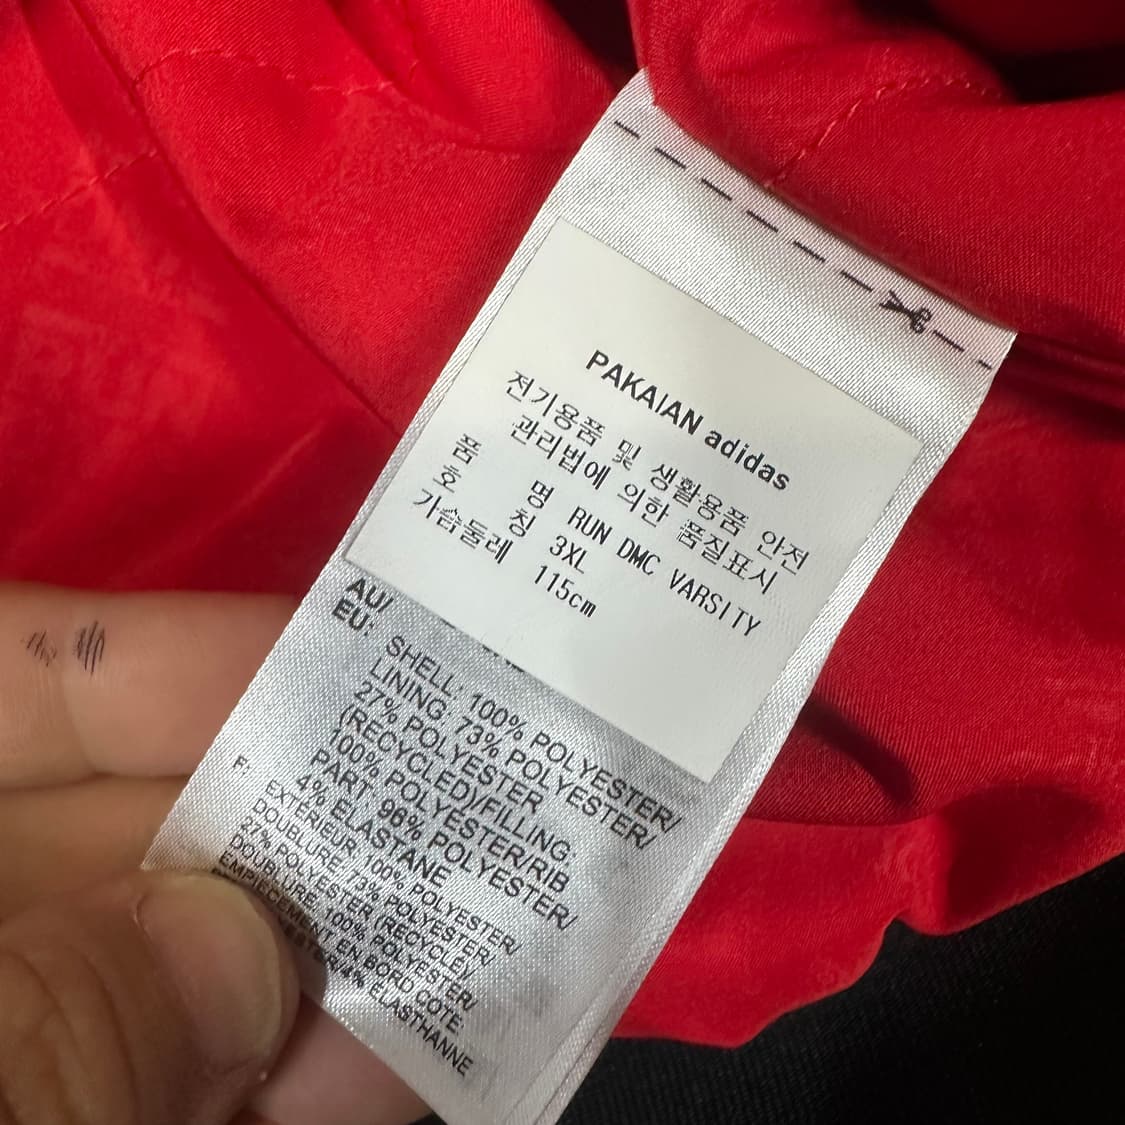 PAKAIAN adidas
전기용품 및 생활용품 안전
관리법에 의한 품질표시
품 명 RUN DMC VARSITY
호 칭 3XL
가슴둘레 115cm
AU/
EU: SHELL: 100% POLYESTER/
LINING: 73% POLYESTER/
27% POLYESTER
(RECYCLED)/FILLING:
100% POLYESTER/RIB
PART: 96% POLYESTER/
4% ELASTANE
F: EXTÉRIEUR 100% POLYESTER/
DOUBLURE: 73% POLYESTER/
27% POLYESTER (RECYCLÉ)/
DOUBLURE: 100% POLYESTER/
EMPIÈCEMENT EN BORD CÔTE:
4% ÉLASTHANNE